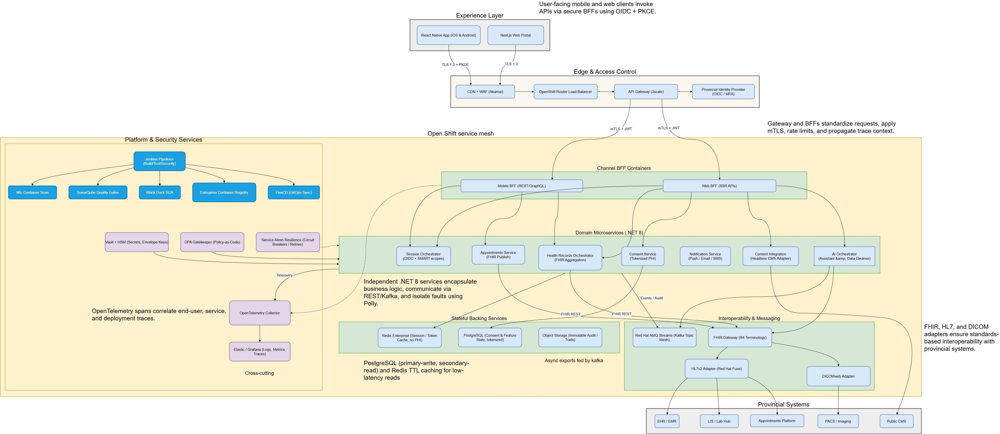 User-facing mobile and web clients invoke
APIs via secure BFFs using OIDC + PKCE.
Experience Layer
React Native App (iOS & Android)
Next.js Web Portal
TLS 1.3 + PKCE
TLS 1.3
Edge & Access Control
CDN + WAF (Akamai)
OpenShift Router Load Balancer
API Gateway (3scale)
Provincial Identity Provider
(OIDC / MFA)
mTLS + JWT
mTLS + JWT
Gateway and BFFs standardize requests, apply
mTLS, rate limits, and propagate trace context.
Open Shift service mesh
Platform & Security Services
Jenkins Pipelines
(Build/Test/Security)
Wiz Container Scan
SonarQube Quality Gates
Black Duck SCA
Enterprise Container Registry
FluxCD (GitOps Sync)
Channel BFF Containers
Mobile BFF (REST/GraphQL)
Web BFF (SSR APIs)
Vault + HSM (Secrets, Envelope Keys)
OPA Gatekeeper (Policy-as-Code)
Service Mesh Resilience (Circuit
Breakers / Retries)
Domain Microservices (.NET 8)
Session Orchestrator
(OIDC + SMART scopes)
Appointments Service
(FHIR Publish)
Health Records Orchestrator
(FHIR Aggregation)
Consent Service
(Tokenized PHI)
Notification Service
(Push / Email / SMS)
Content Integration
(Headless CMS Adapter)
AI Orchestrator
(Assistant &amp; Data Cleanse)
Telemetry
Independent .NET 8 services encapsulate
business logic, communicate via
REST/Kafka, and isolate faults using
Polly.
Events / Audit
OpenTelemetry spans correlate end-user, service,
and deployment traces.
OpenTelemetry Collector
FHIR REST
FHIR REST
Stateful Backing Services
Redis Enterprise (Session / Token
Cache, no PHI)
PostgreSQL (Consent & Feature
State, tokenized)
Object Storage (Immutable Audit /
Trails)
Interoperability & Messaging
Red Hat AMQ Streams (Kafka Topic
Mesh)
FHIR Gateway (R4 Terminology)
FHIR, HL7, and DICOM
adapters ensure standards-
based interoperability with
provincial systems.
Elastic / Grafana (Logs, Metrics,
Traces)
Cross-cutting
PostgreSQL (primary-write, secondary-
read) and Redis TTL caching for low-
latency reads
Async exports fed by kafka
HL7v2 Adapter (Red Hat Fuse)
DICOMweb Adapter
Provincial Systems
EHR / EMR
LIS / Lab Hub
Appointments Platform
PACS / Imaging
Public CMS